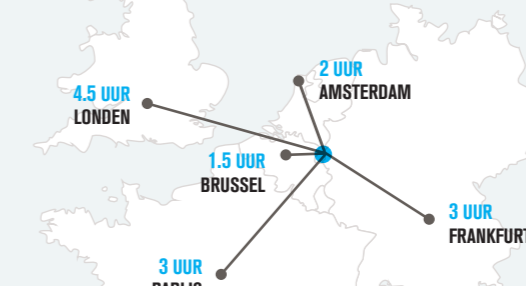 2 UUR
AMSTERDAM
4.5 UUR
LONDEN
1.5 UUR
BRUSSEL
3 UUR
FRANKFURT
3 UUR